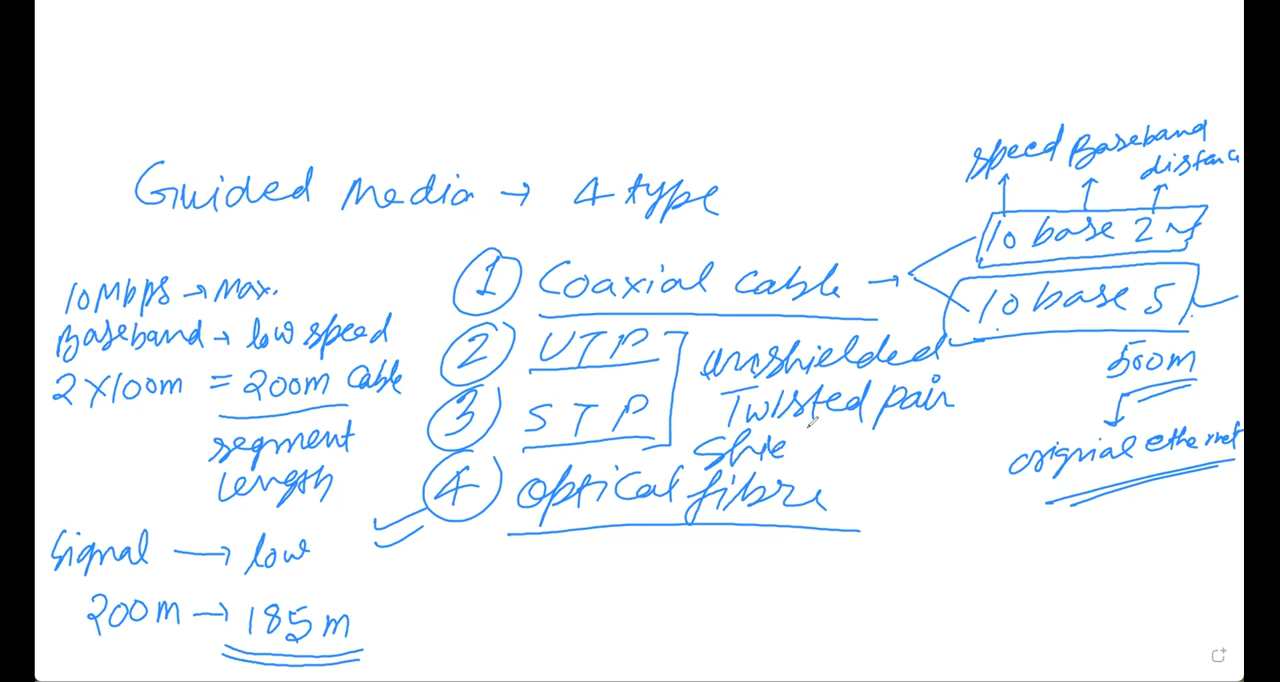 Guided Media → 4 type
① Coaxial cable →
② UTP
③ STP
④ optical fibre
unshielded
Twisted pair
Shie
speed Baseband
distanc
10 base 2
10 base 5
500m
orignial ethernet
10Mbps → Max.
Baseband → low speed
2 X 100m = 200m Cable
segment
length
Signal → low
200m → 185m